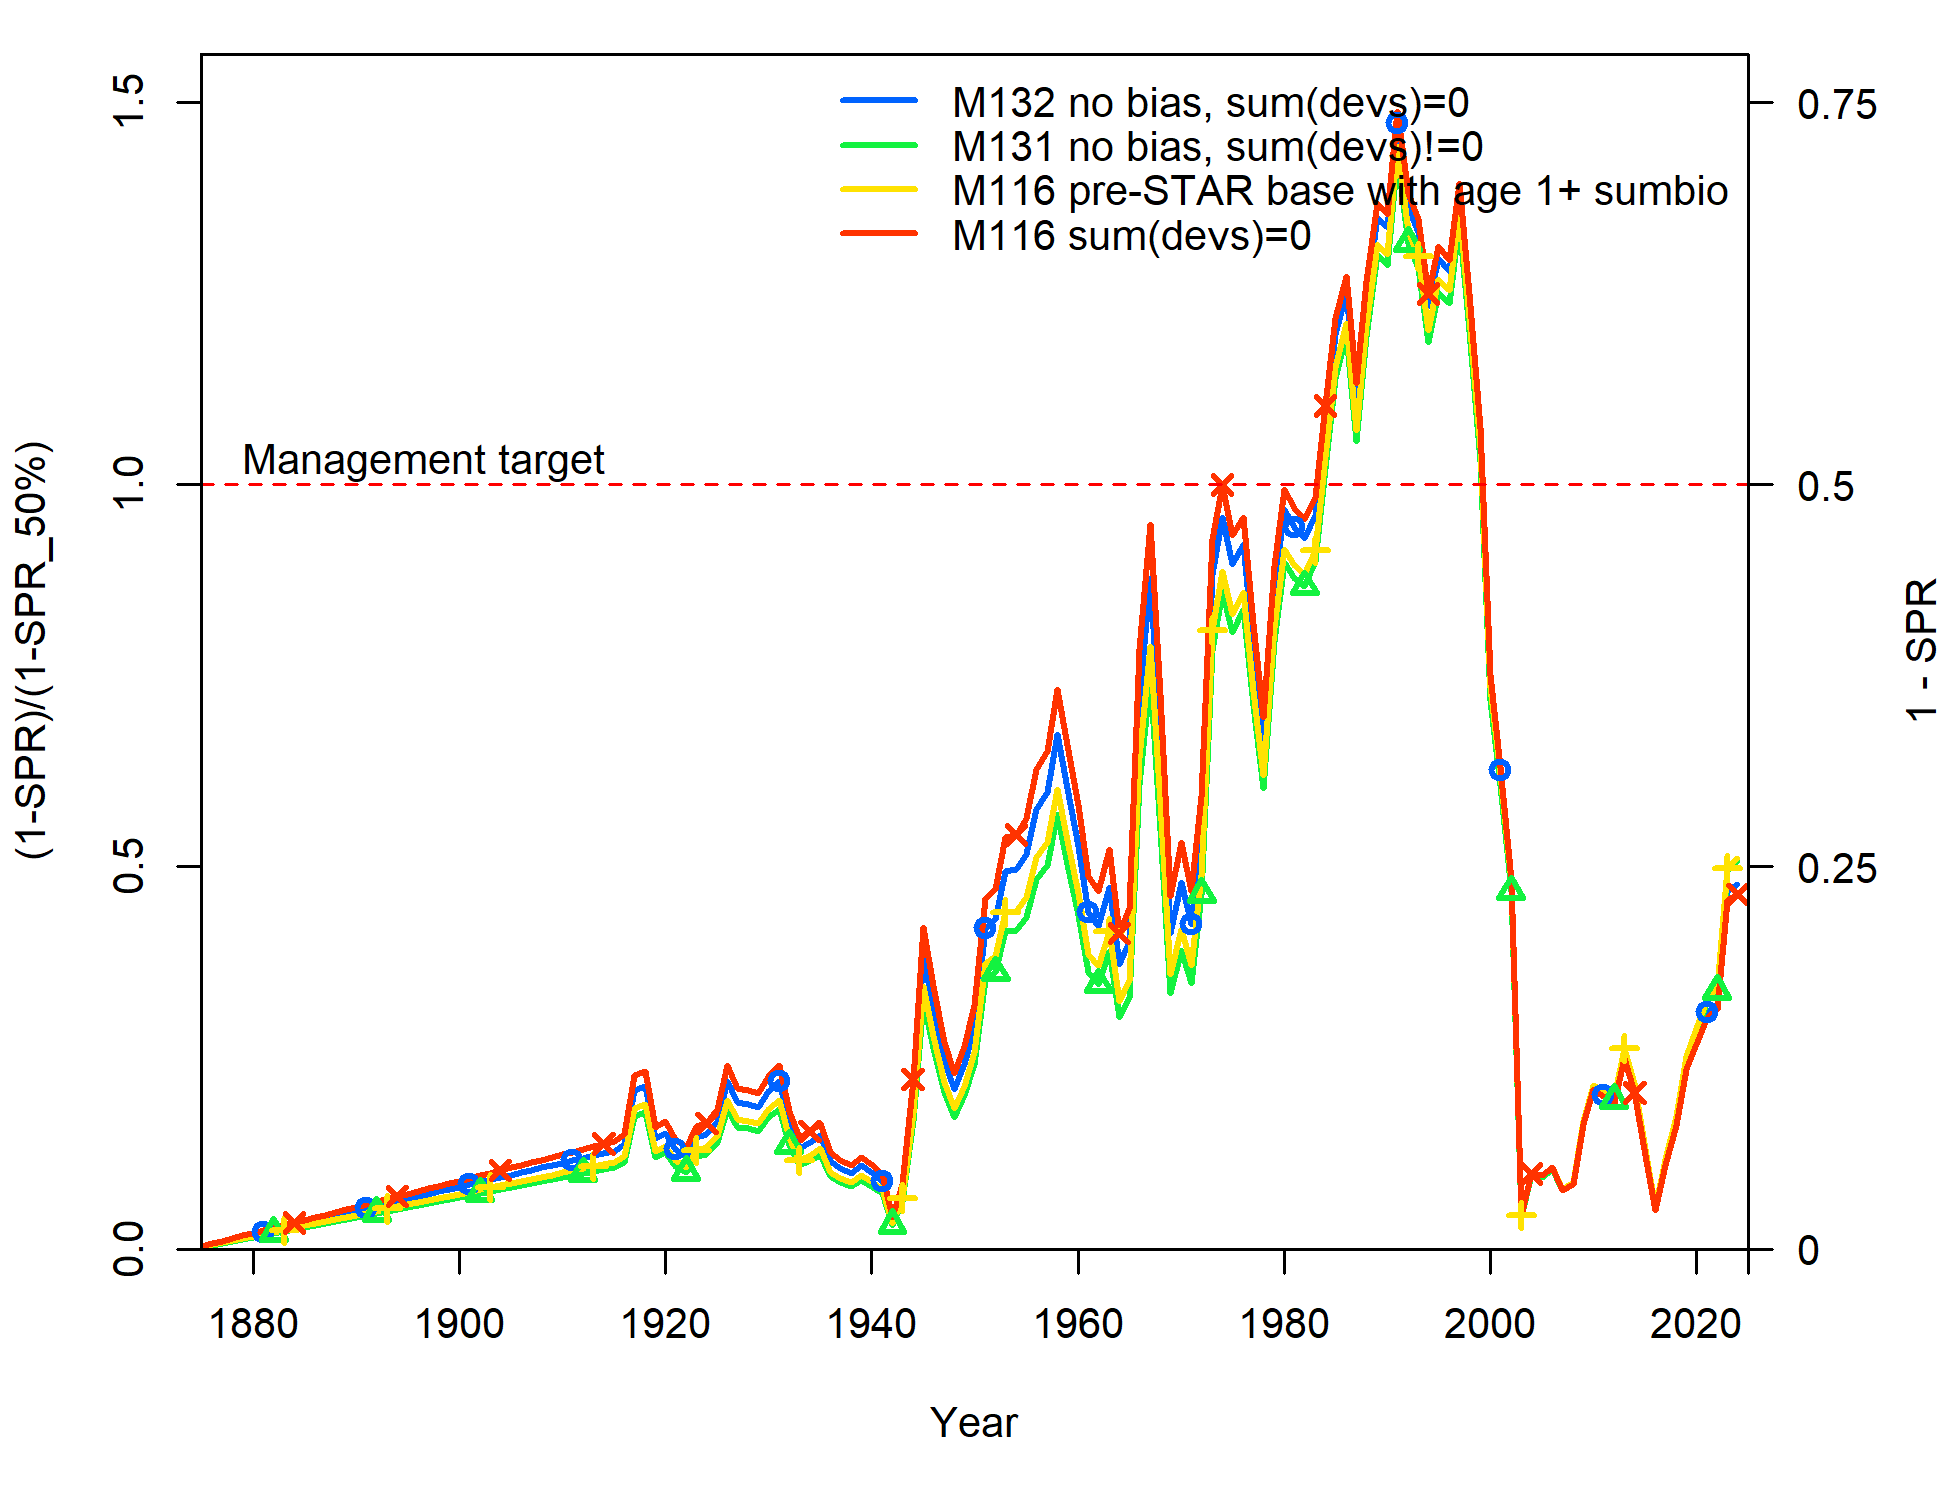 M132 no bias, sum(devs)=0
M131 no bias, sum(devs)!=0
M116 pre-STAR base with age 1+ sumbio
M116 sum(devs)=0
Management target
(1-SPR)/(1-SPR_50%)
0.0
0.5
1.0
1.5
1 - SPR
0
0.25
0.5
0.75
1880 1900 1920 1940 1960 1980 2000 2020
Year